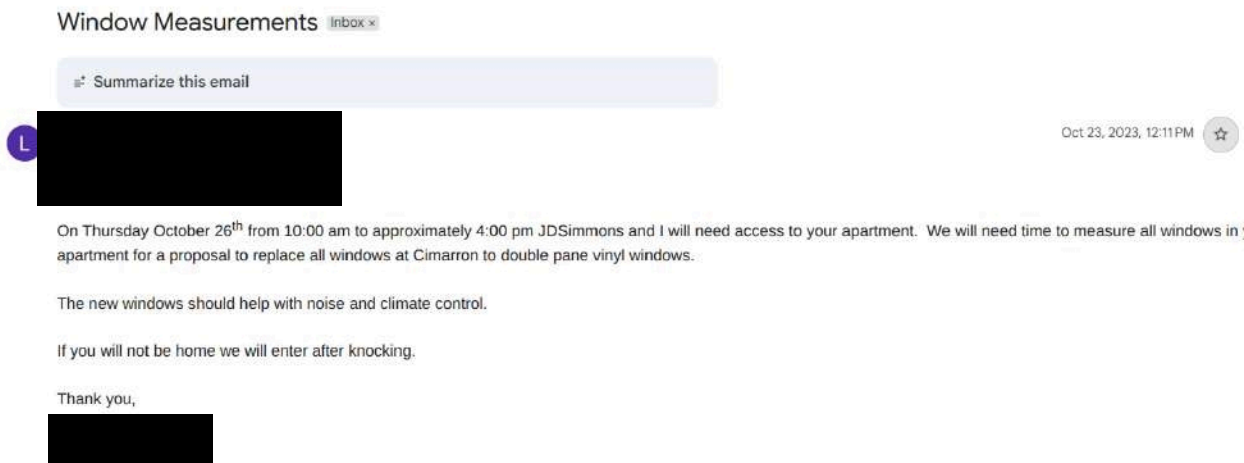 Window Measurements Inbox ×
Summarize this email
L
Oct 23, 2023, 12:11 PM
On Thursday October 26th from 10:00 am to approximately 4:00 pm JDSimmons and I will need access to your apartment.  We will need time to measure all windows in
apartment for a proposal to replace all windows at Cimarron to double pane vinyl windows.
The new windows should help with noise and climate control.
If you will not be home we will enter after knocking.
Thank you,